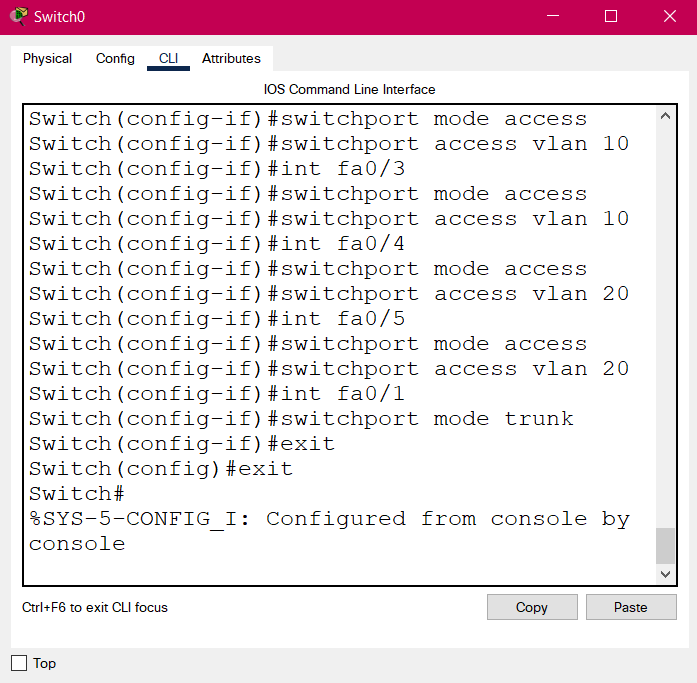 Switch0
Physical Config CLI Attributes
IOS Command Line Interface
Switch(config-if)#switchport mode access
Switch(config-if)#switchport access vlan 10
Switch(config-if)#int fa0/3
Switch(config-if)#switchport mode access
Switch(config-if)#switchport access vlan 10
Switch(config-if)#int fa0/4
Switch(config-if)#switchport mode access
Switch(config-if)#switchport access vlan 20
Switch(config-if)#int fa0/5
Switch(config-if)#switchport mode access
Switch(config-if)#switchport access vlan 20
Switch(config-if)#int fa0/1
Switch(config-if)#switchport mode trunk
Switch(config-if)#exit
Switch(config)#exit
Switch#
%SYS-5-CONFIG_I: Configured from console by
console
Ctrl+F6 to exit CLI focus Copy Paste
Top